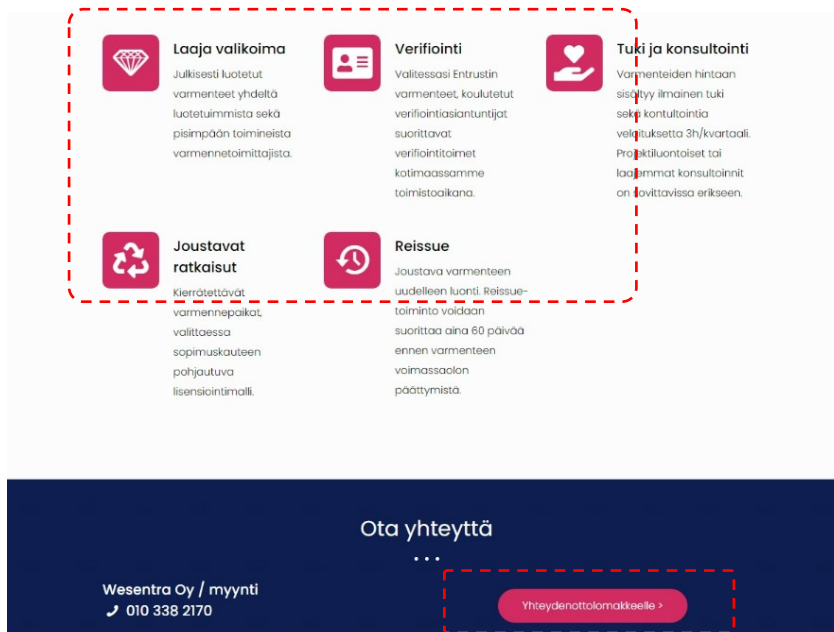 Laaja valikoima
Julkisesti luotetut
varmenteet yhdeltä
luotetuimmista sekä
pisimpään toimineista
varmennetoimittajista.
Verifiointi
Valitessasi Entrustin
varmenteet, koulutetut
verifiointiasiantuntijat
suorittavat
verifiointitoimet
kotimaassamme
toimistoaikana.
Tuki ja konsultointi
Varmenteiden hintaan
sisältyy ilmainen tuki
sekä kontultointia
veloituksetta 3h/kvartaali.
Projektiluontoiset tai
laajemmat konsultoinnit
on sovittavissa erikseen.
Joustavat
ratkaisut
Kierrätettävät
varmennepaikat,
valittaessa
sopimuskauteen
pohjautuva
lisensiointimalli.
Reissue
Joustava varmenteen
uudelleen luonti. Reissue-
toiminto voidaan
suorittaa aina 60 päivää
ennen varmenteen
voimassaolon
päättymistä.
Ota yhteyttä
Wesentra Oy / myynti
010 338 2170
Yhteydenottolomakkeelle >